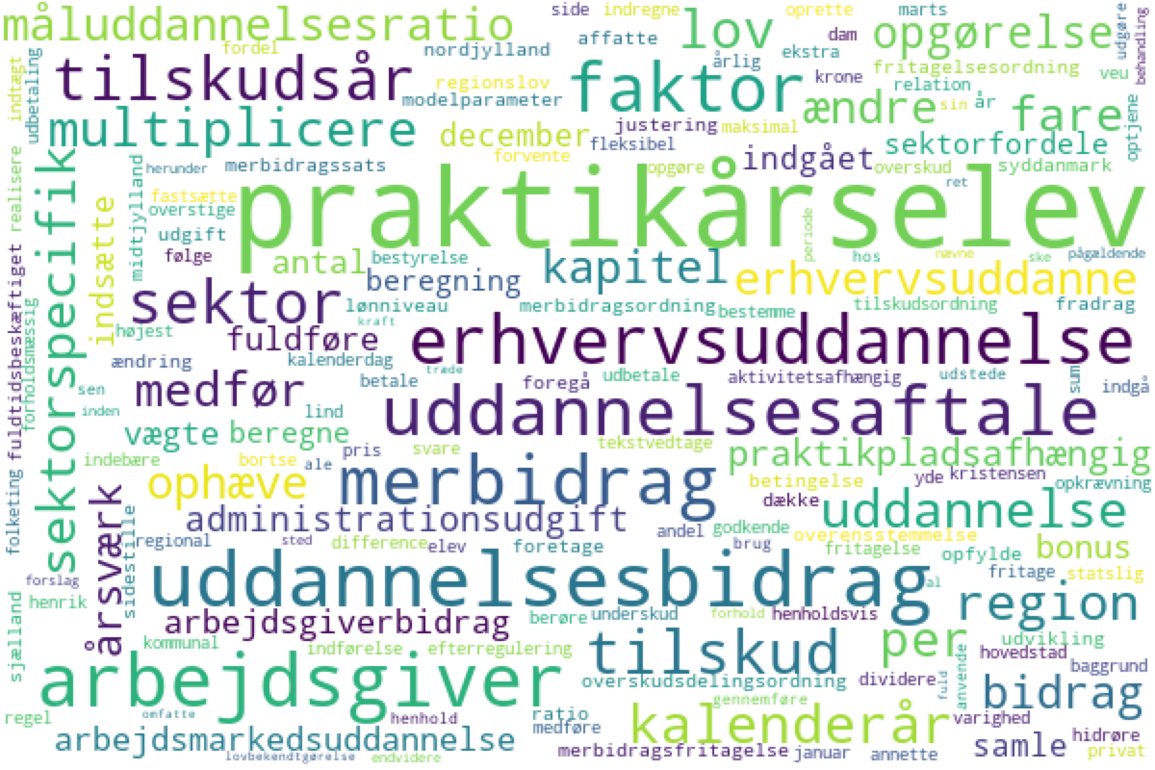 måluddannelsesratio
side
indregne
oprette
marts
udgøre
behandling
fordel
nordjylland
affatte
lov
dam
opgørelse
årlig
ekstra
indtægt
udbetaling
tilskudsår
regionslov
modelparameter
faktor
krone
fritagelsesordning
veu
relation
ændre
sin
år
fare
optjene
multiplicere
december
justering
maksimal
fleksibel
sektorfordele
realisere
sektorspecifik
midtjylland
herunder
merbidragssats
forvente
opgøre
indgået
overskud
syddanmark
ret
fastsætte
praktikårselev
overstige
indsætte
udgift
periode
følge
antal
bestyrelse
beregning
kapitel
hos
nævne
ske
pågældende
erhvervsuddanne
fuldtidsbeskæftiget
forholdsmæssig
sektor
lønniveau
merbidragsordning
bestemme
tilskudsordning
fradrag
højest
fuldføre
kraft
erhvervsuddannelse
ændring
kalenderdag
træde
sen
medfør
betale
foregå
udbetale
aktivitetsafhængig
udstede
sum
indgå
inden
lind
uddannelsesaftale
vægte
beregne
pris
svare
tekstvedtage
praktikpladsafhængig
indebære
bortse
ale
folketing
ophæve
merbidrag
betingelse
yde
kristensen
opkrævning
dække
uddannelse
årsværk
sidestille
administrationsudgift
andel
godkende
overensstemmelse
regional
sted
difference
elev
foretage
brug
fritagelse
opfylde
bonus
forslag
uddannelsesbidrag
al
fritage
statslig
henrik
region
arbejdsgiverbidrag
berøre
underskud
forhold
henholdsvis
sjælland
kommunal
indførelse
efterregulering
tilskud
per
udvikling
hovedstad
baggrund
arbejdsgiver
overskudsdelingsordning
dividere
fuld
anvende
bidrag
gennemføre
regel
omfatte
henhold
ratio
medføre
kalenderår
varighed
hidrøre
arbejdsmarkedsuddannelse
merbidragsfritagelse
januar
annette
samle
privat
lovbekendtgørelse
endvidere